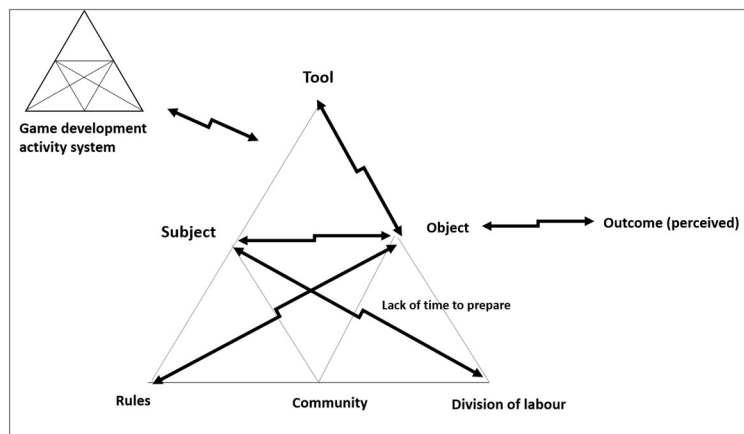 Tool
Game development
activity system
Subject
Object
Outcome (perceived)
Lack of time to prepare
Rules
Community
Division of labour